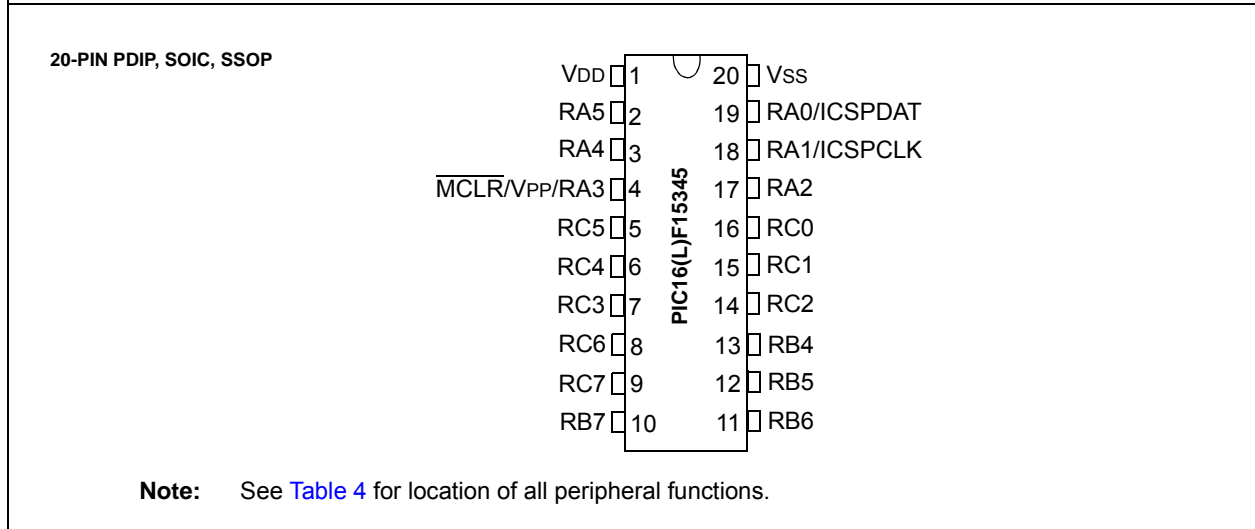 20-PIN PDIP, SOIC, SSOP
VDD 1 20 VSS
RA5 2 19 RA0/ICSPDAT
RA4 3 18 RA1/ICSPCLK
MCLR/VPP/RA3 4 17 RA2
RC5 5 16 RC0
RC4 6 15 RC1
RC3 7 14 RC2
RC6 8 13 RB4
RC7 9 12 RB5
RB7 10 11 RB6
PIC16(L)F15345
Note: See Table 4 for location of all peripheral functions.